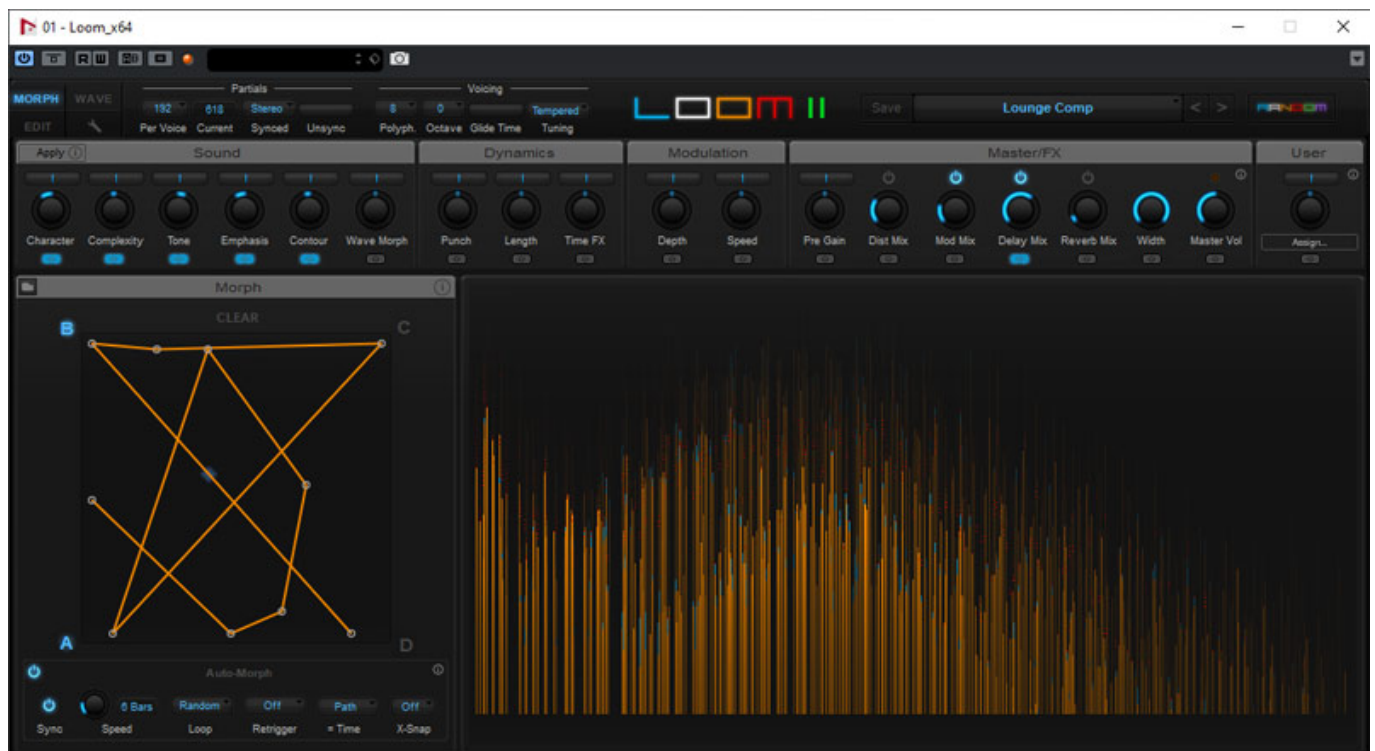 01 - Loom_x64
R W
MORPH WAVE
EDIT
Partials
192 618 Stereo
Per Voice Current Synced Unsync
Voicing
8 0 Tempered
Polyph. Octave Glide Time Tuning
LOOM II
Save Lounge Comp < > RANDOM
Apply Sound Dynamics Modulation Master/FX User
Character Complexity Tone Emphasis Contour Wave Morph Punch Length Time FX Depth Speed Pre Gain Dist Mix Mod Mix Delay Mix Reverb Mix Width Master Vol Assign...
Morph
CLEAR
B C
A D
Auto-Morph
6 Bars Random Off Path Off
Sync Speed Loop Retrigger = Time X-Snap